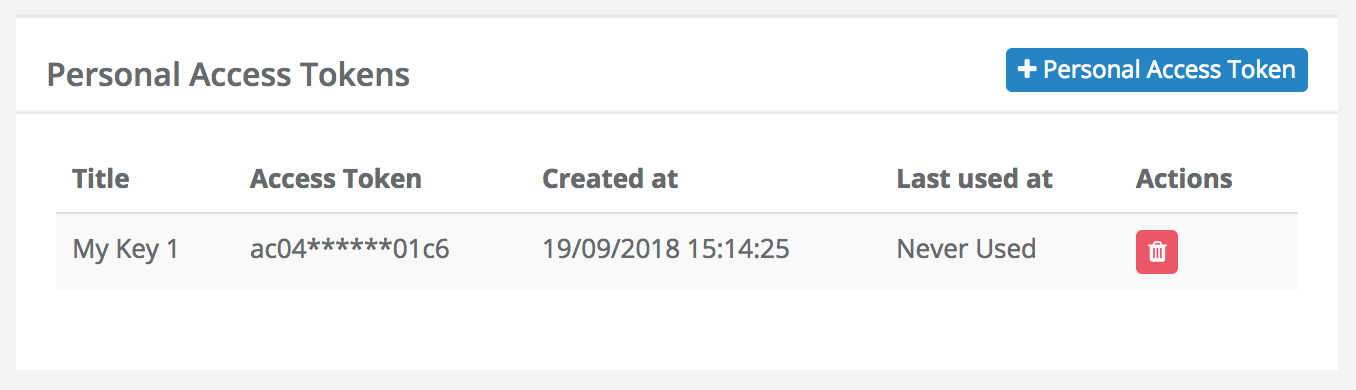 Personal Access Tokens
Personal Access Token
Title Access Token Created at Last used at Actions
My Key 1 ac04******01c6 19/09/2018 15:14:25 Never Used